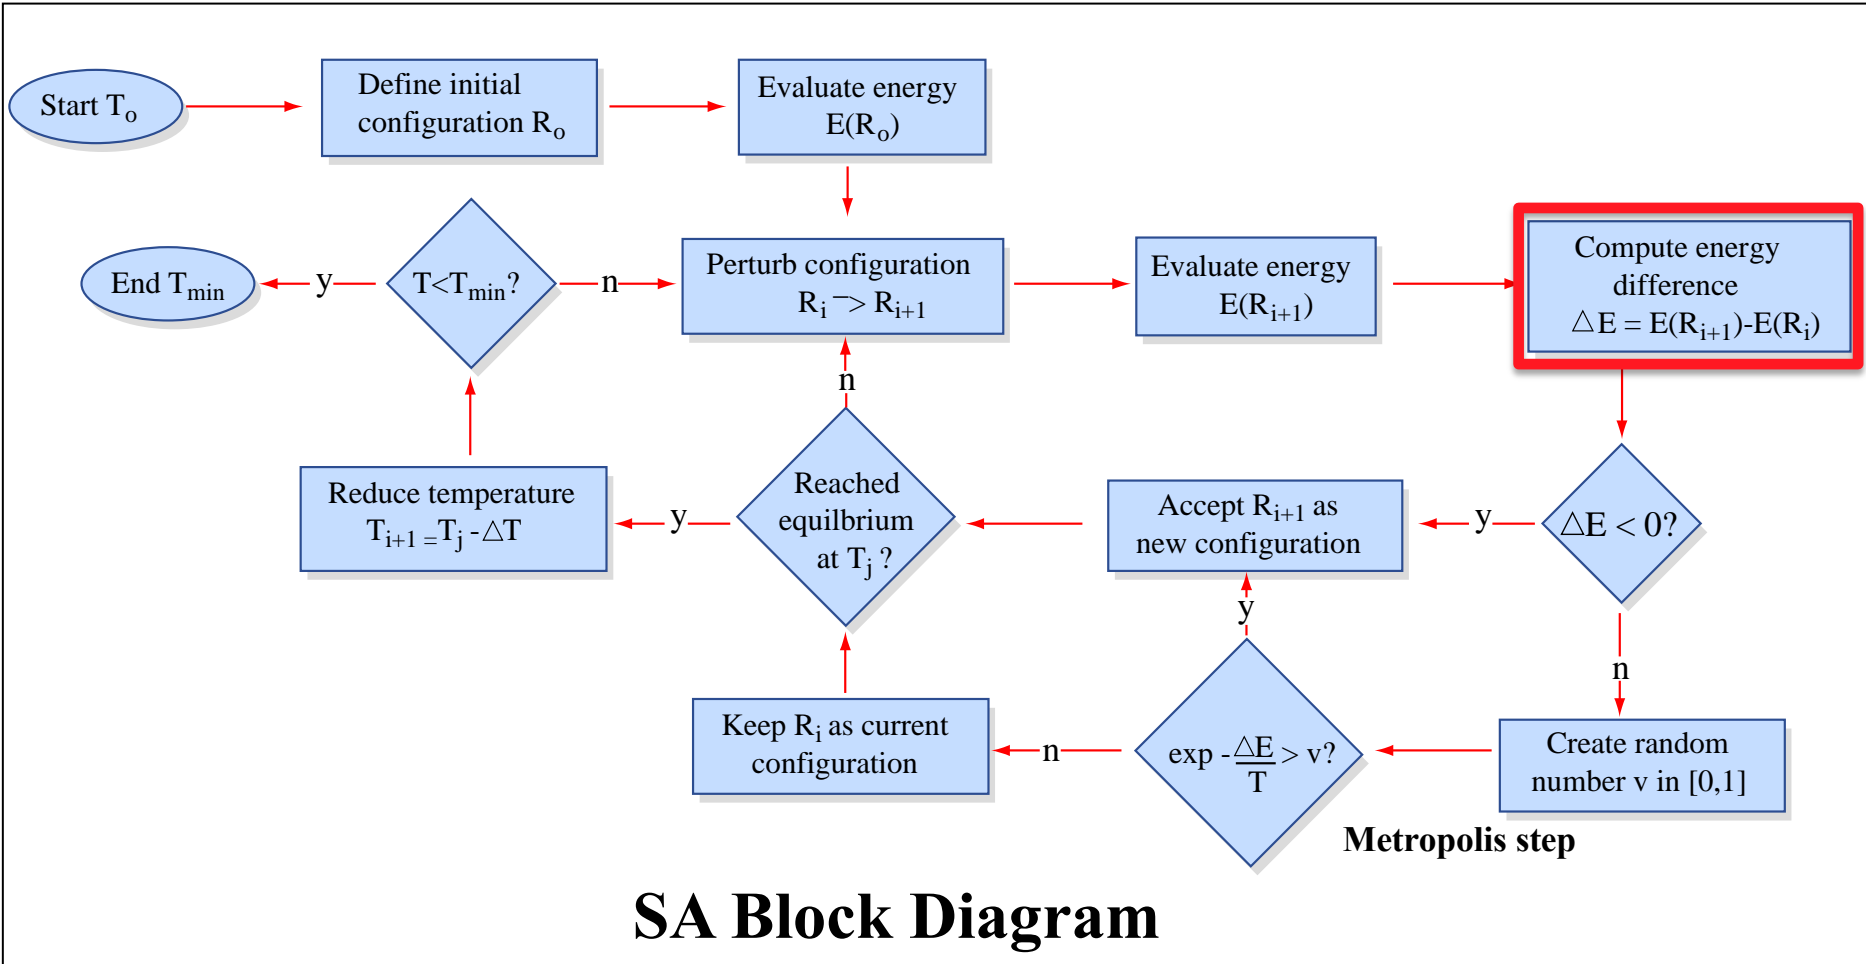 Start Tₒ
Define initial
configuration Rₒ
Evaluate energy
E(Rₒ)
End Tₘᵢₙ
y
T<Tₘᵢₙ?
n
Perturb configuration
Rᵢ —> Rᵢ₊₁
Evaluate energy
E(Rᵢ₊₁)
Compute energy
difference
△E = E(Rᵢ₊₁)-E(Rᵢ)
n
Reduce temperature
Tᵢ₊₁ =Tⱼ -△T
y
Reached
equilbrium
at Tⱼ ?
Accept Rᵢ₊₁ as
new configuration
y
△E < 0?
y
n
Keep Rᵢ as current
configuration
n
exp -△E/T > v?
Create random
number v in [0,1]
Metropolis step
SA Block Diagram